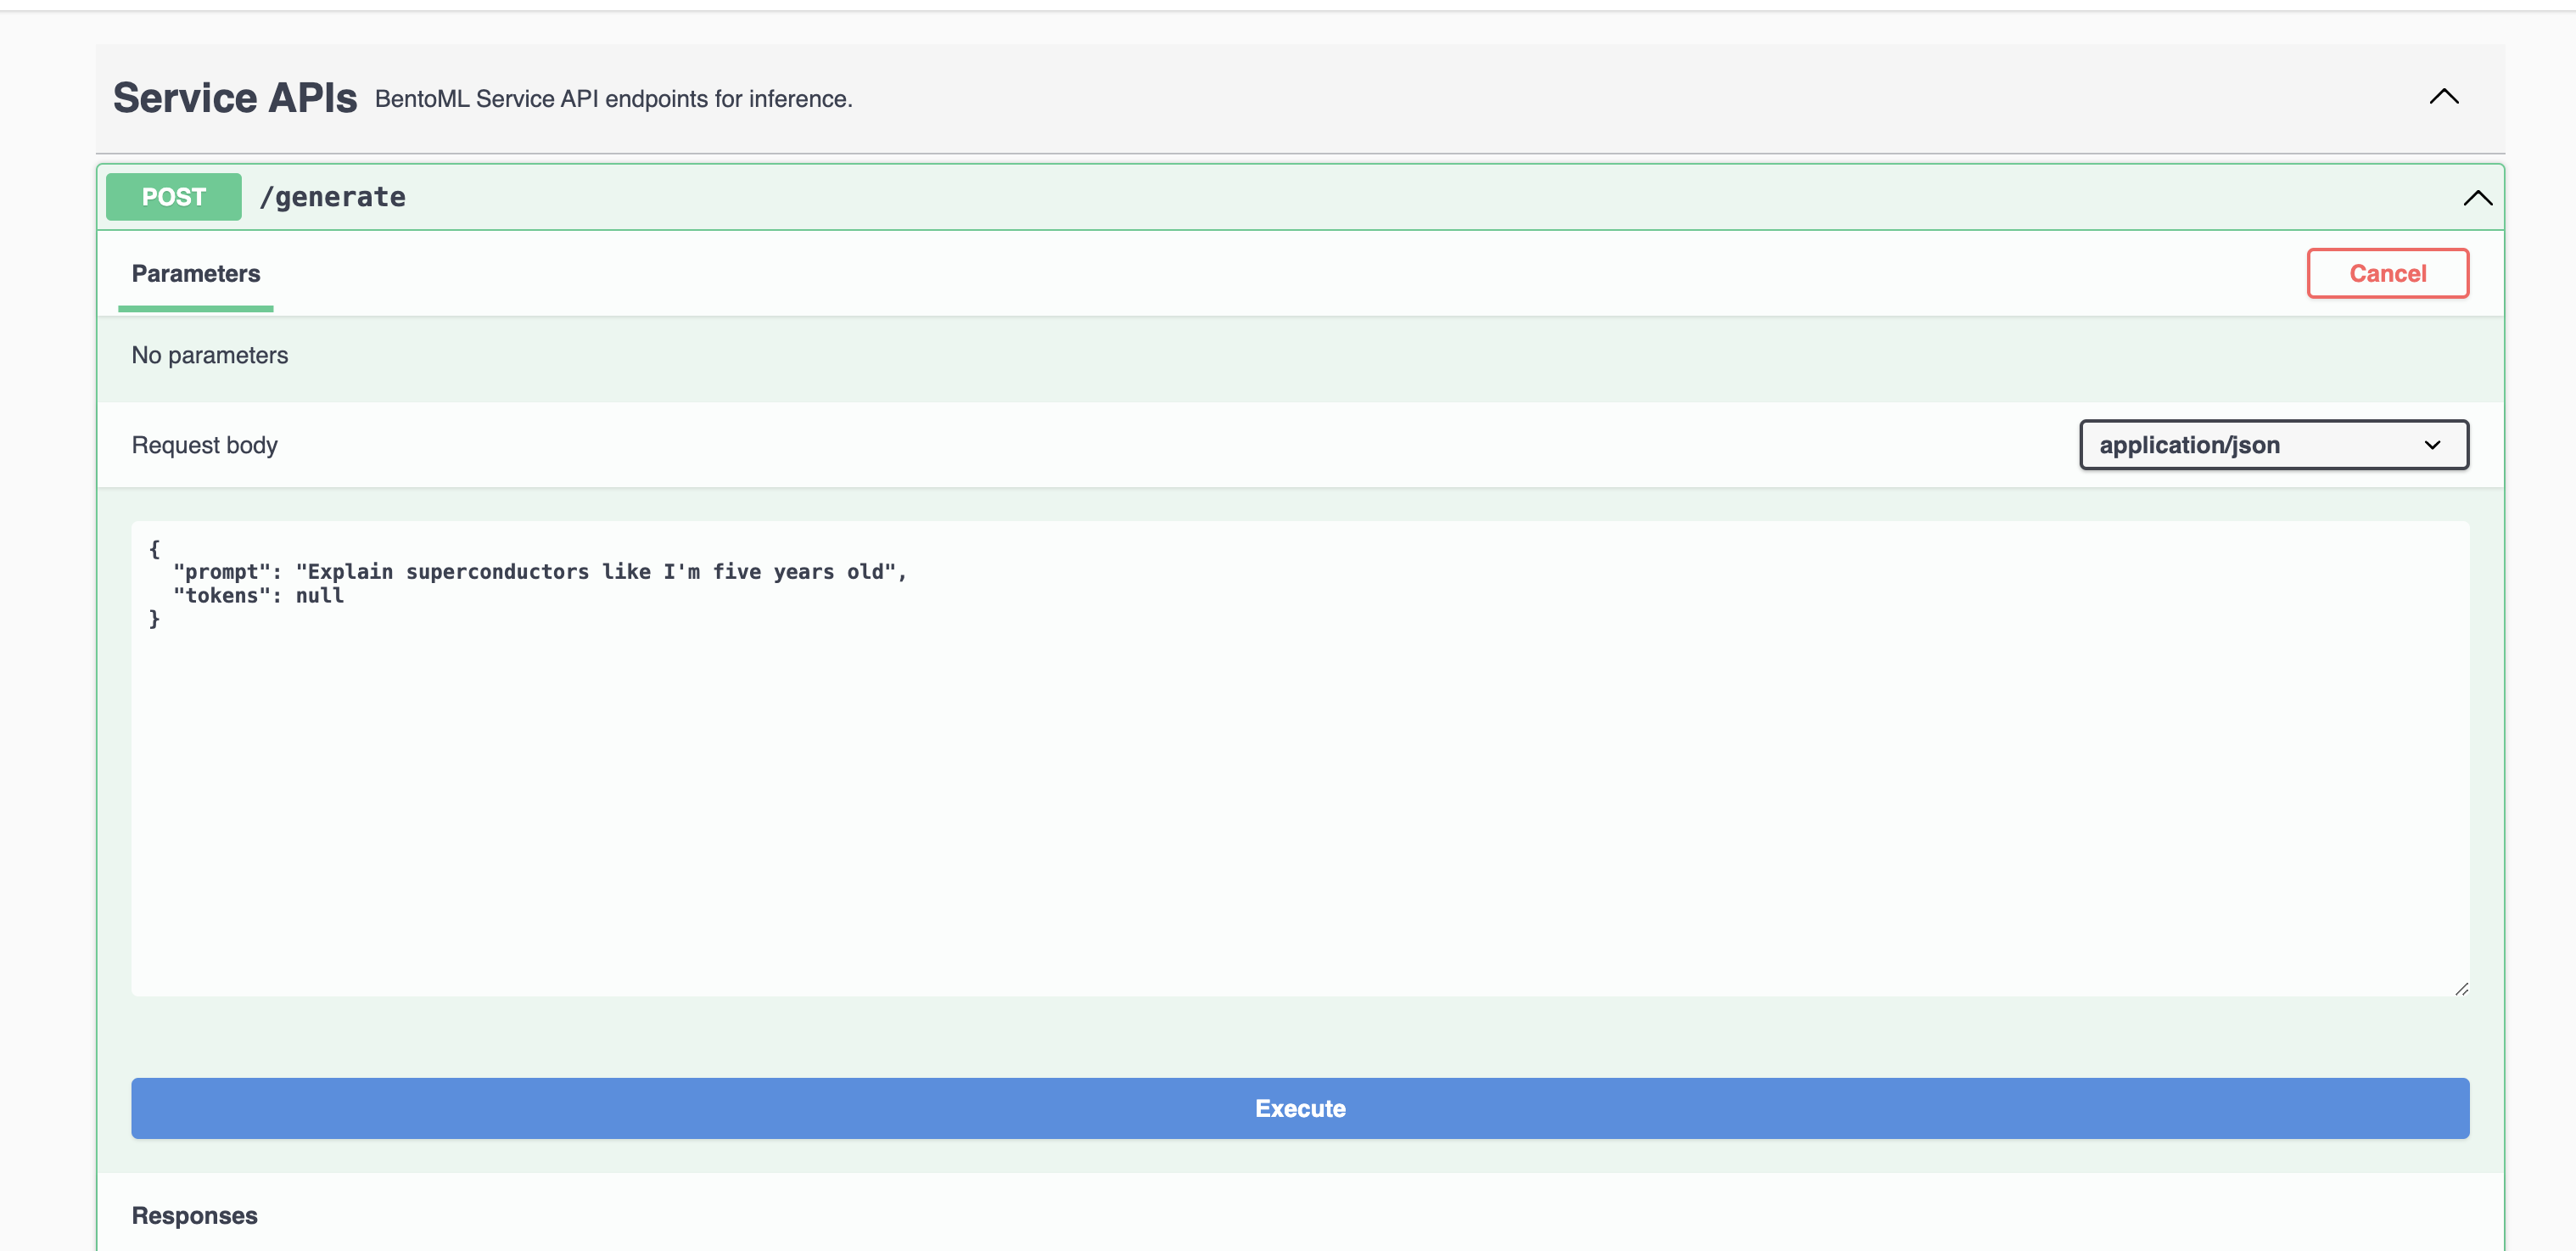 Service APIs BentoML Service API endpoints for inference.
POST /generate
Parameters
Cancel
No parameters
Request body
application/json
{
  "prompt": "Explain superconductors like I'm five years old",
  "tokens": null
}
Execute
Responses